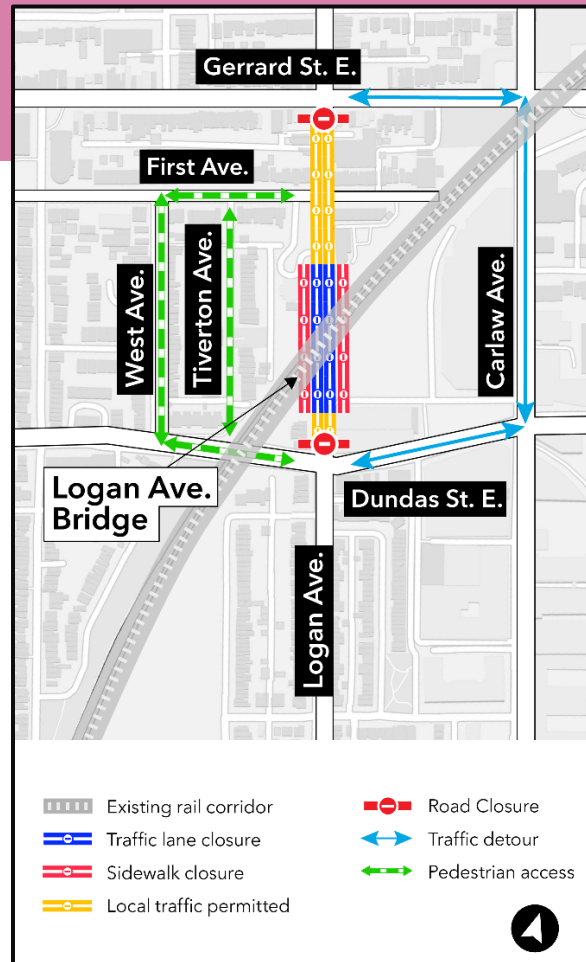 Gerrard St. E.
First Ave.
West Ave.
Tiverton Ave.
Carlaw Ave.
Logan Ave.
Bridge
Dundas St. E.
Logan Ave.
Existing rail corridor
Traffic lane closure
Sidewalk closure
Local traffic permitted
Road Closure
Traffic detour
Pedestrian access